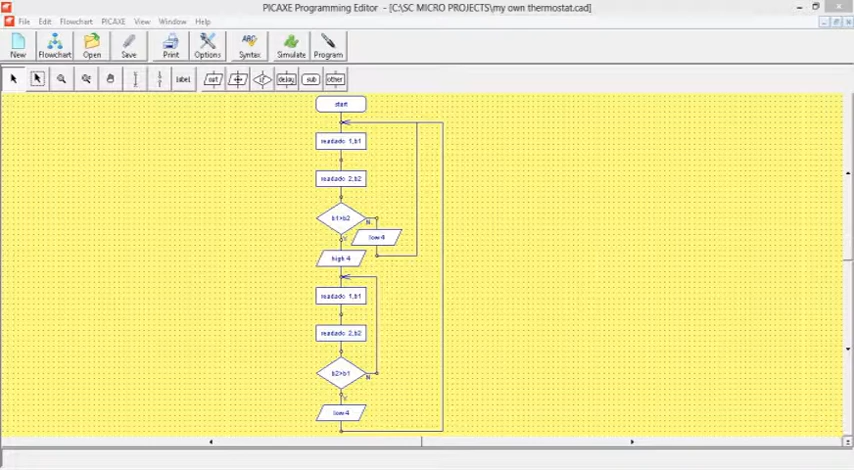 PICAXE Programming Editor - [C:\SC MICRO PROJECTS\my own thermostat.cad]
File Edit Flowchart PICAXE View Window Help
New Flowchart Open Save Print Options Syntax Simulate Program
ABC
label out if delay sub other
start
readadc 1,b1
readadc 2,b2
b1>b2
N
low 4
Y
high 4
readadc 1,b1
readadc 2,b2
b2>b1
N
Y
low 4